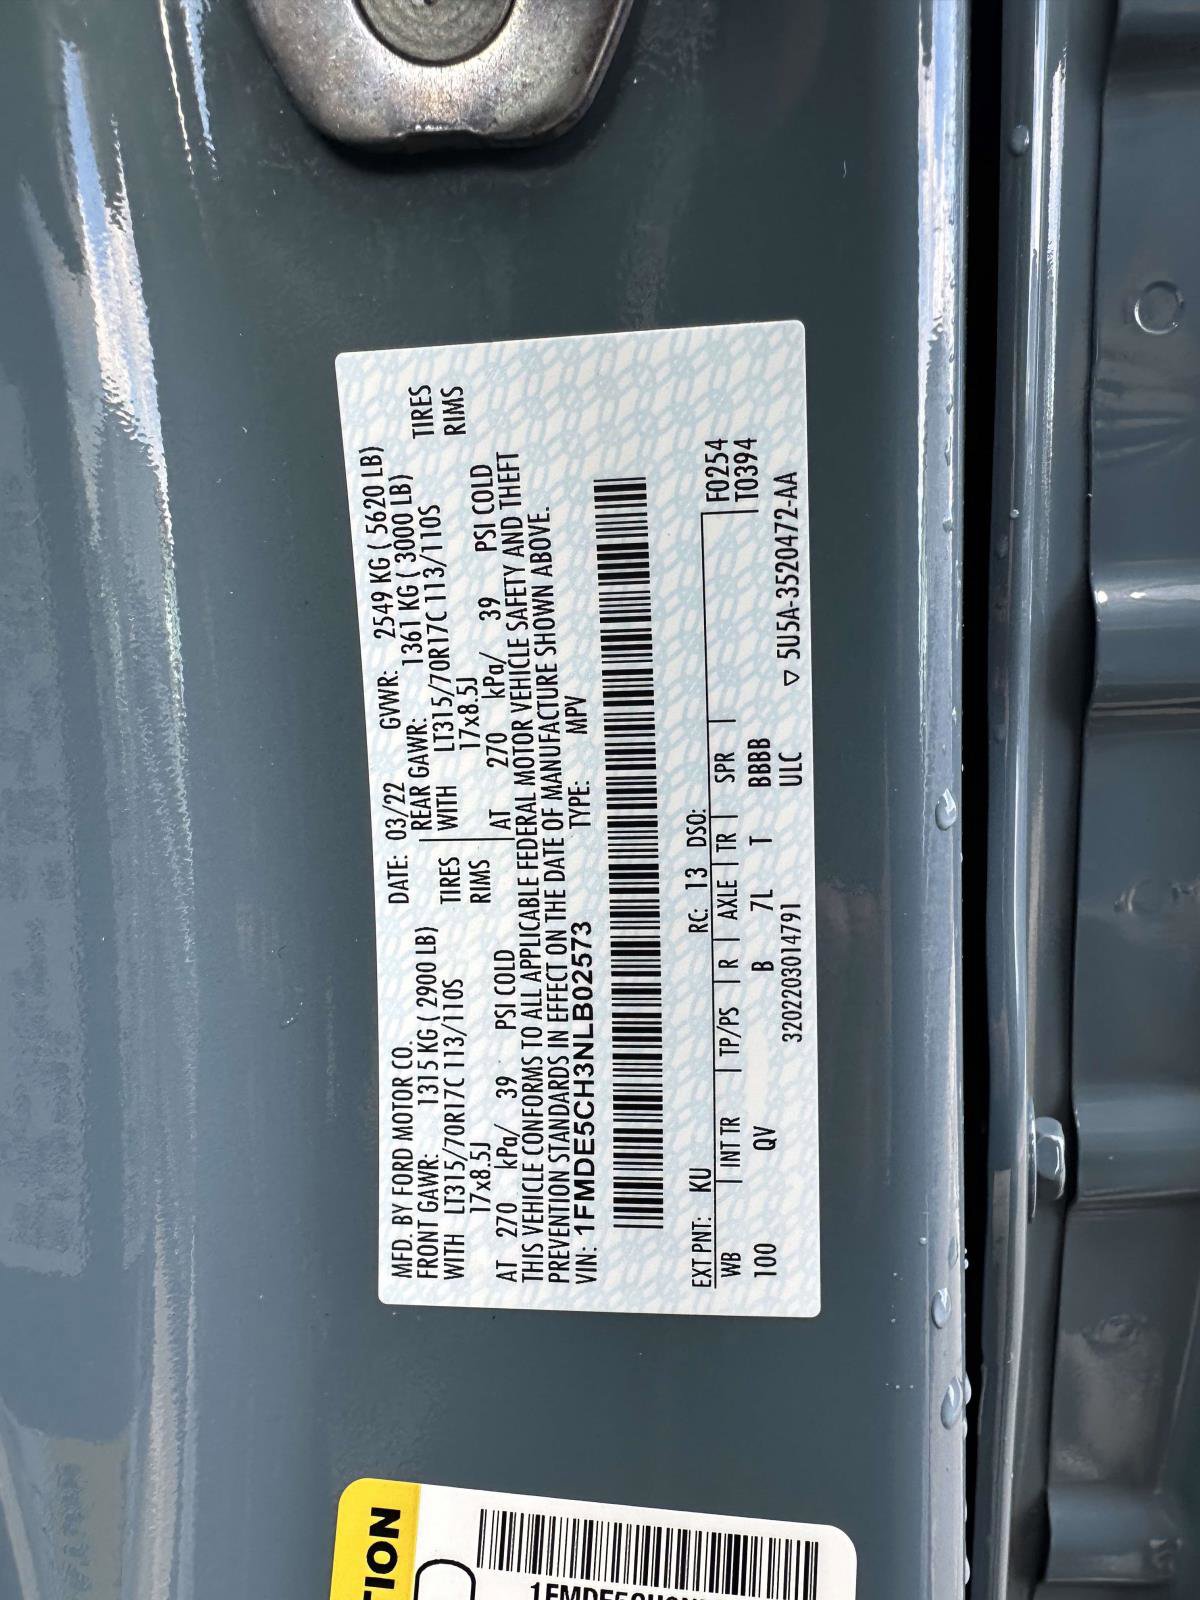 MFD. BY FORD MOTOR CO. DATE: 03/22 GVWR: 2549 KG ( 5620 LB)
FRONT GAWR: 1315 KG ( 2900 LB) REAR GAWR: 1361 KG ( 3000 LB)
WITH LT315/70R17C 113/110S TIRES WITH LT315/70R17C 113/110S TIRES
17x8.5J RIMS 17x8.5J RIMS
AT 270 kPa/ 39 PSI COLD AT 270 kPa/ 39 PSI COLD
THIS VEHICLE CONFORMS TO ALL APPLICABLE FEDERAL MOTOR VEHICLE SAFETY AND THEFT
PREVENTION STANDARDS IN EFFECT ON THE DATE OF MANUFACTURE SHOWN ABOVE.
VIN: 1FMDE5CH3NLB02573 TYPE: MPV
EXT PNT: KU RC: 13 DSO: F0254
WB | INT TR | TP/PS | R | AXLE | TR | SPR | T0394
100 QV B 7L T BBBB
3202203014791 ULC ▽ 5U5A-3520472-AA
TION